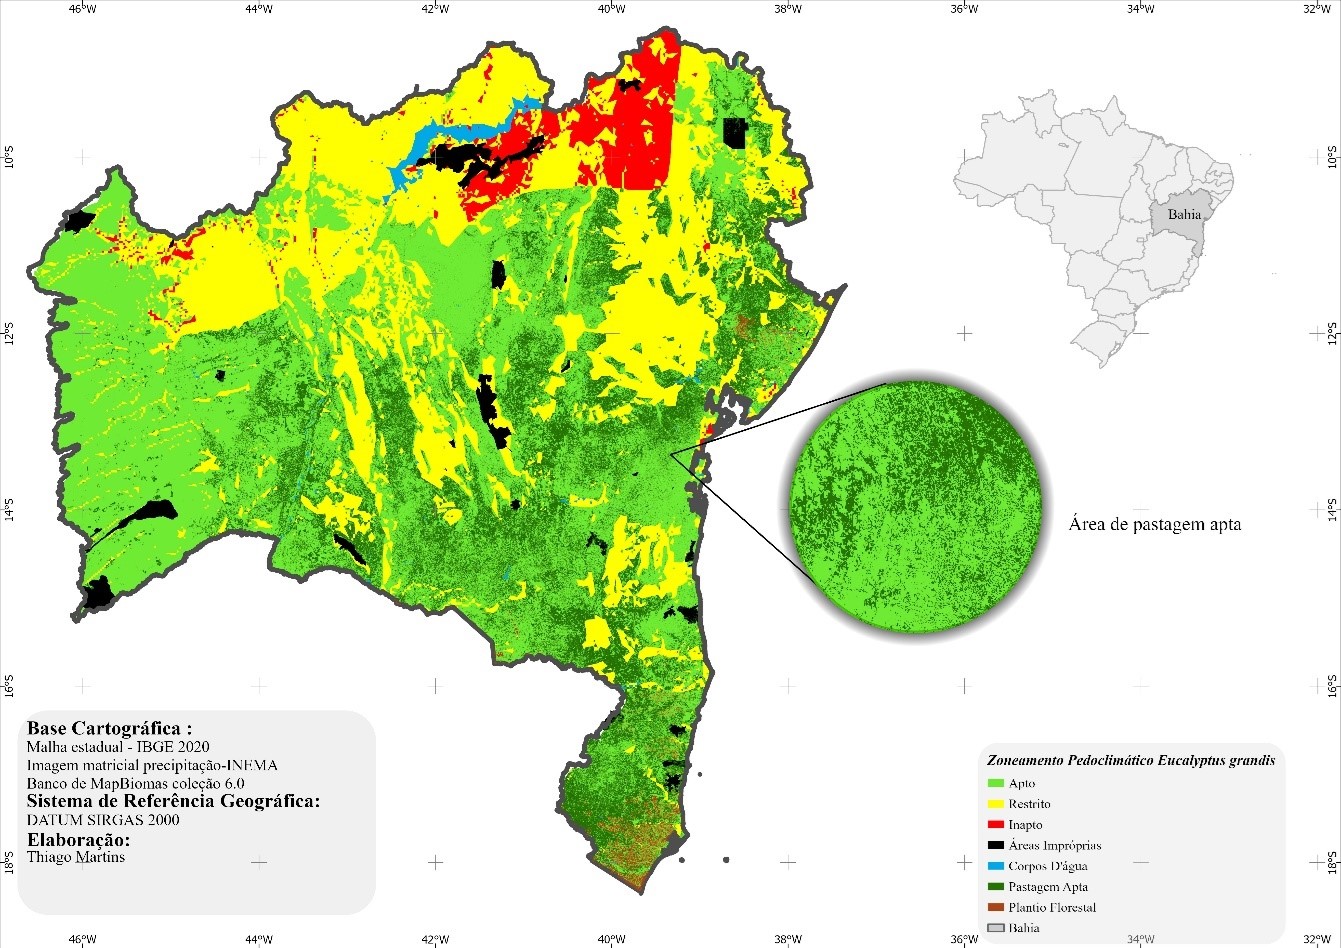 46°W 44°W 42°W 40°W 38°W 36°W 34°W 32°W
10°S 10°S
Bahia
12°S 12°S
14°S 14°S
Área de pastagem apta
16°S 16°S
Base Cartográfica :
Malha estadual - IBGE 2020
Imagem matricial precipitação-INEMA
Banco de MapBiomas coleção 6.0
Sistema de Referência Geográfica:
DATUM SIRGAS 2000
Elaboração:
Thiago Martins
Zoneamento Pedoclimático Eucalyptus grandis
Apto
Restrito
Inapto
Áreas Impróprias
Corpos D'água
Pastagem Apta
Plantio Florestal
Bahia
18°S 18°S
46°W 44°W 42°W 40°W 38°W 36°W 34°W 32°W